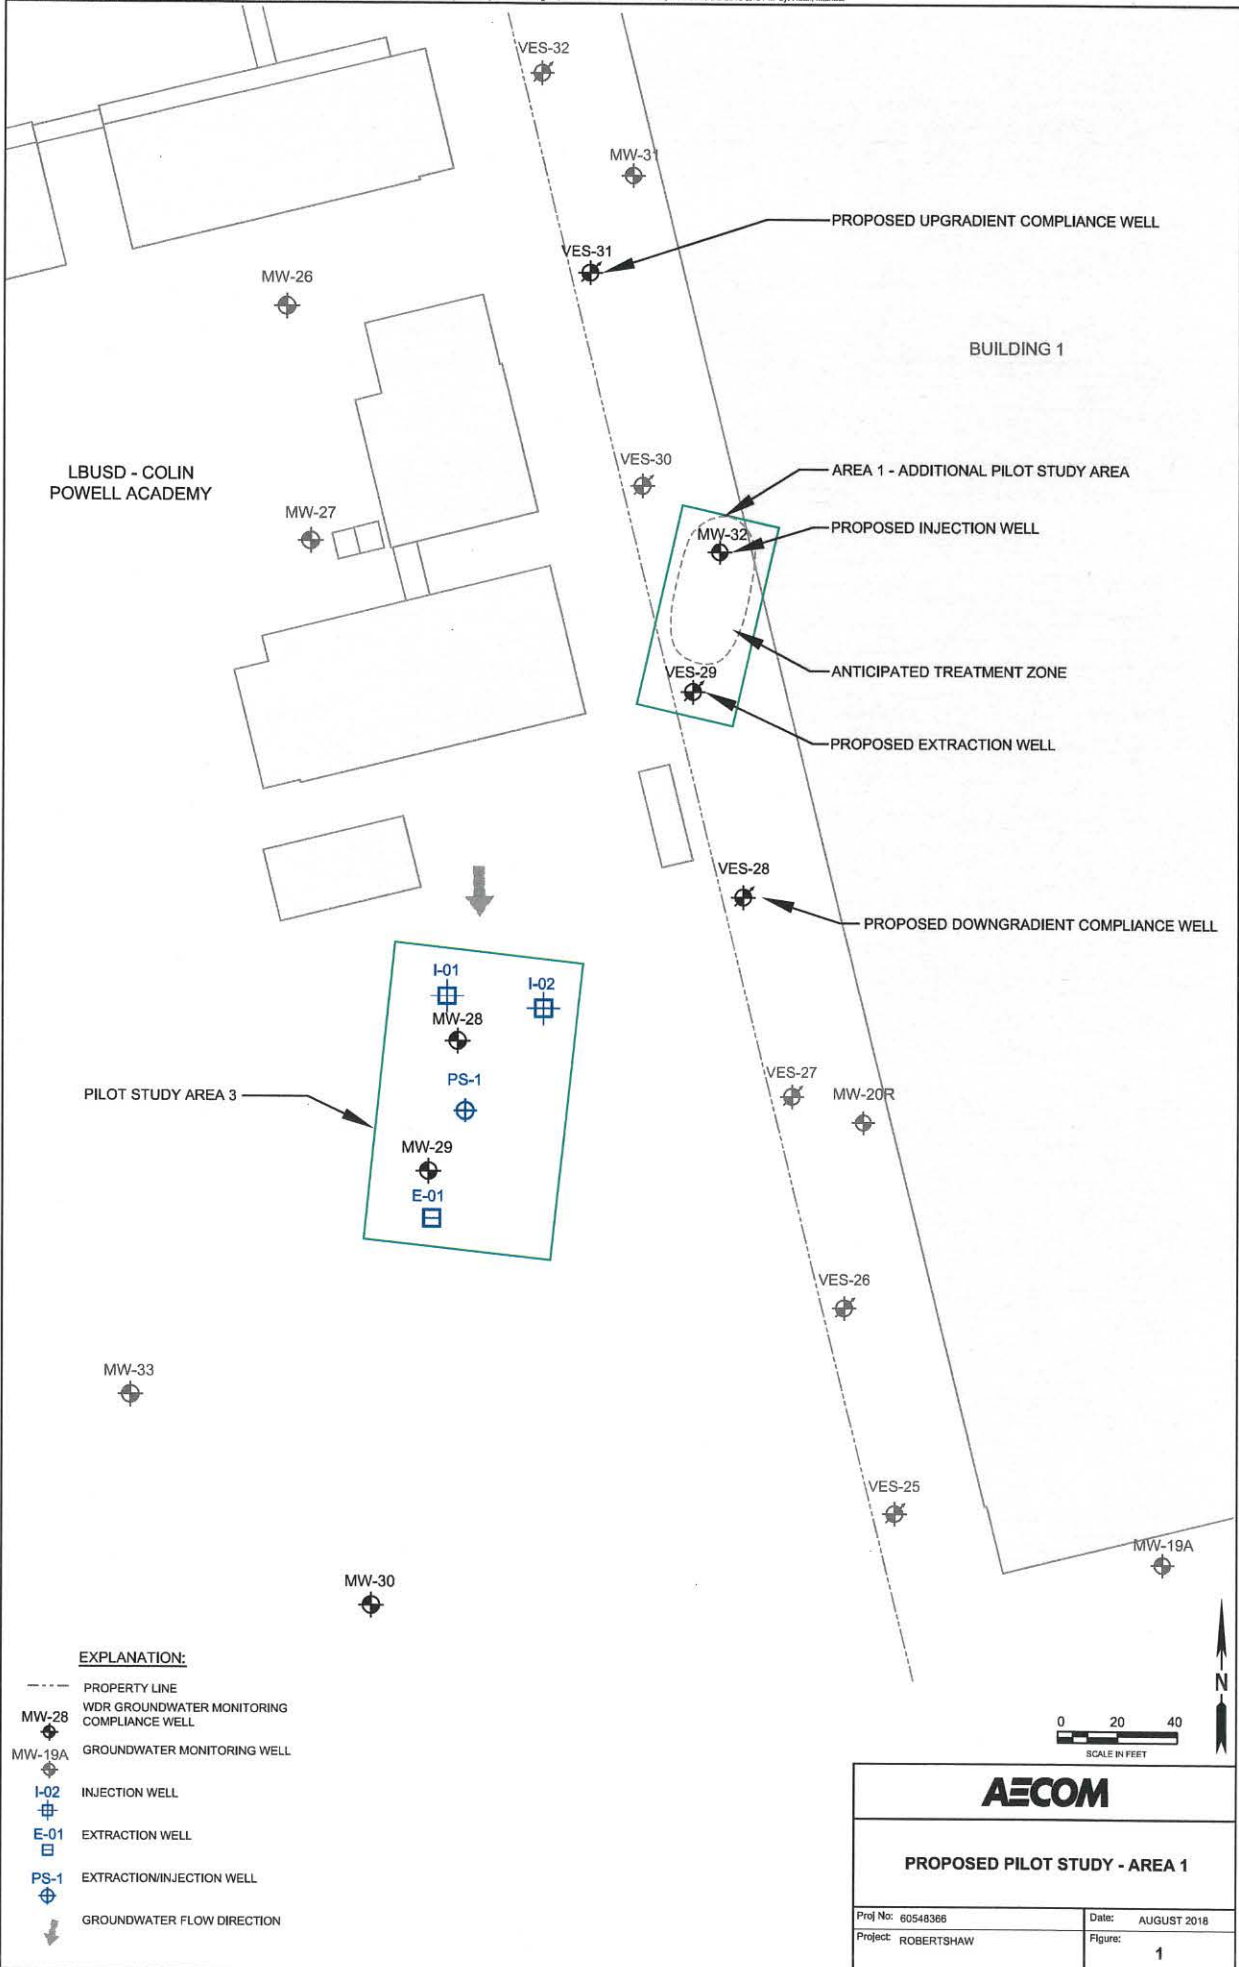 VES-32
MW-31
PROPOSED UPGRADIENT COMPLIANCE WELL
VES-31
MW-26
BUILDING 1
VES-30
LBUSD - COLIN
POWELL ACADEMY
AREA 1 - ADDITIONAL PILOT STUDY AREA
MW-27
PROPOSED INJECTION WELL
MW-32
ANTICIPATED TREATMENT ZONE
VES-29
PROPOSED EXTRACTION WELL
VES-28
PROPOSED DOWNGRADIENT COMPLIANCE WELL
I-01
I-02
MW-28
VES-27
PS-1
MW-20R
PILOT STUDY AREA 3
MW-29
E-01
VES-26
MW-33
VES-25
MW-19A
MW-30
EXPLANATION:
PROPERTY LINE
MW-28 WDR GROUNDWATER MONITORING
COMPLIANCE WELL
MW-19A GROUNDWATER MONITORING WELL
I-02 INJECTION WELL
E-01 EXTRACTION WELL
PS-1 EXTRACTION/INJECTION WELL
GROUNDWATER FLOW DIRECTION
N
0 20 40
SCALE IN FEET
AECOM
PROPOSED PILOT STUDY - AREA 1
Proj No: 60548366 Date: AUGUST 2018
Project: ROBERTSHAW Figure: 1